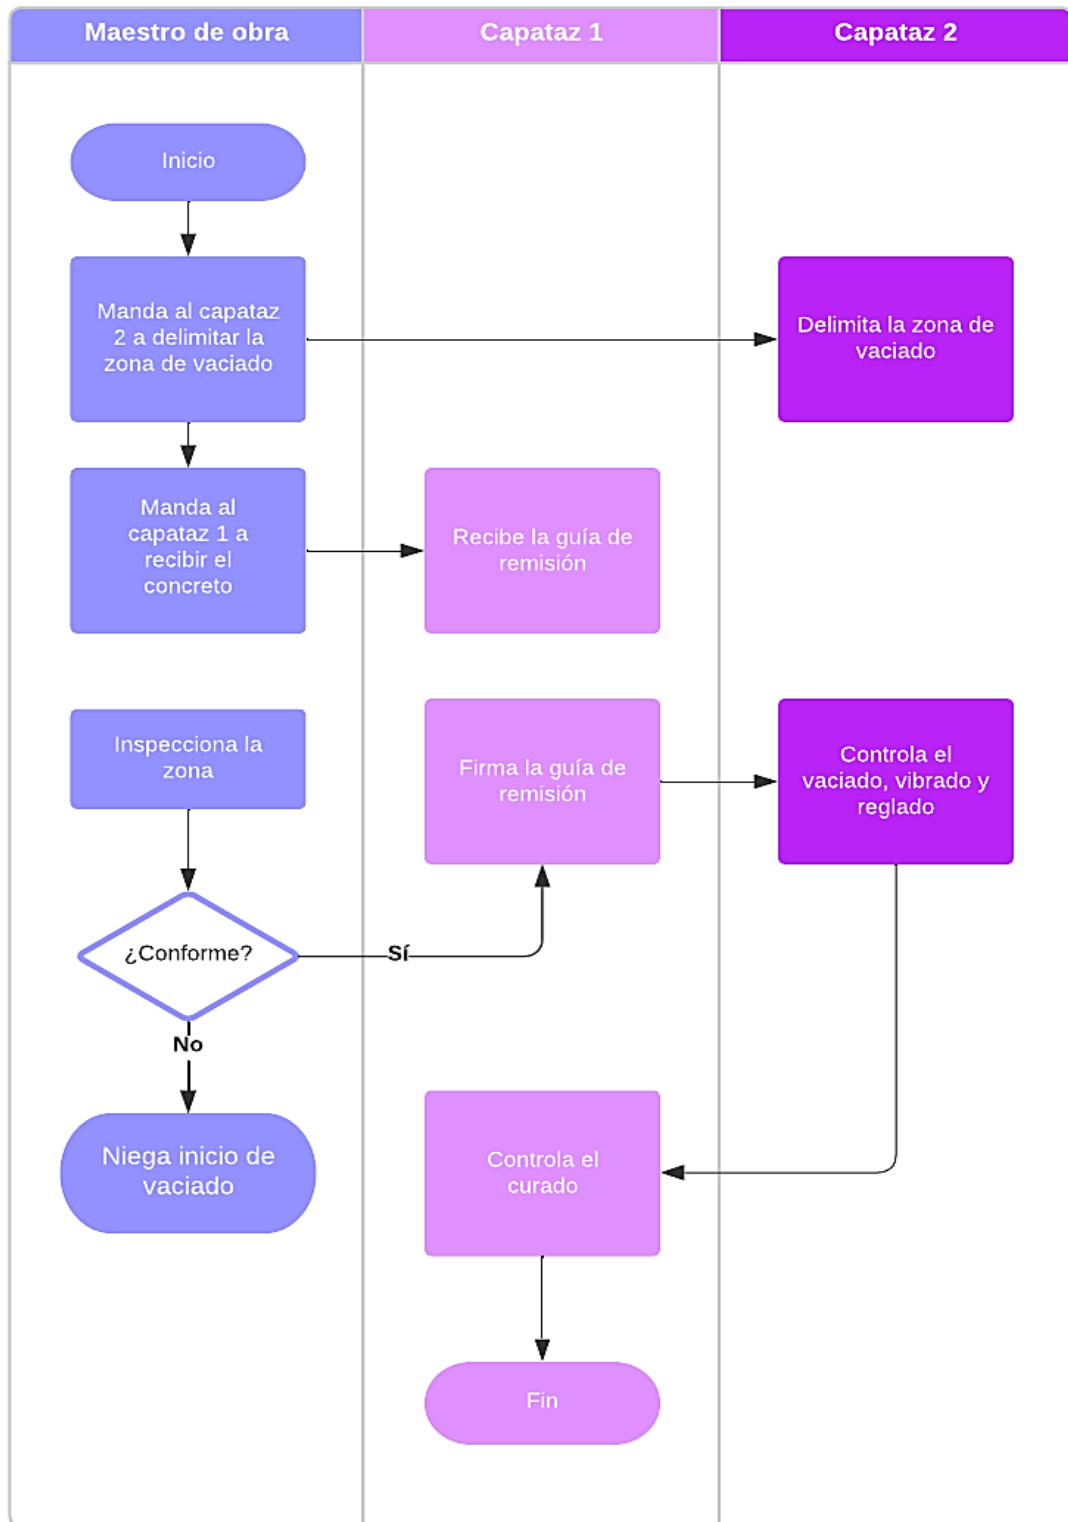 Maestro de obra
Capataz 1
Capataz 2
Inicio
Manda al capataz
2 a delimitar la
zona de vaciado
Delimita la zona de
vaciado
Manda al
capataz 1 a
recibir el
concreto
Recibe la guía de
remisión
Inspecciona la
zona
Firma la guía de
remisión
Controla el
vaciado, vibrado y
reglado
¿Conforme?
Sí
No
Niega inicio de
vaciado
Controla el
curado
Fin